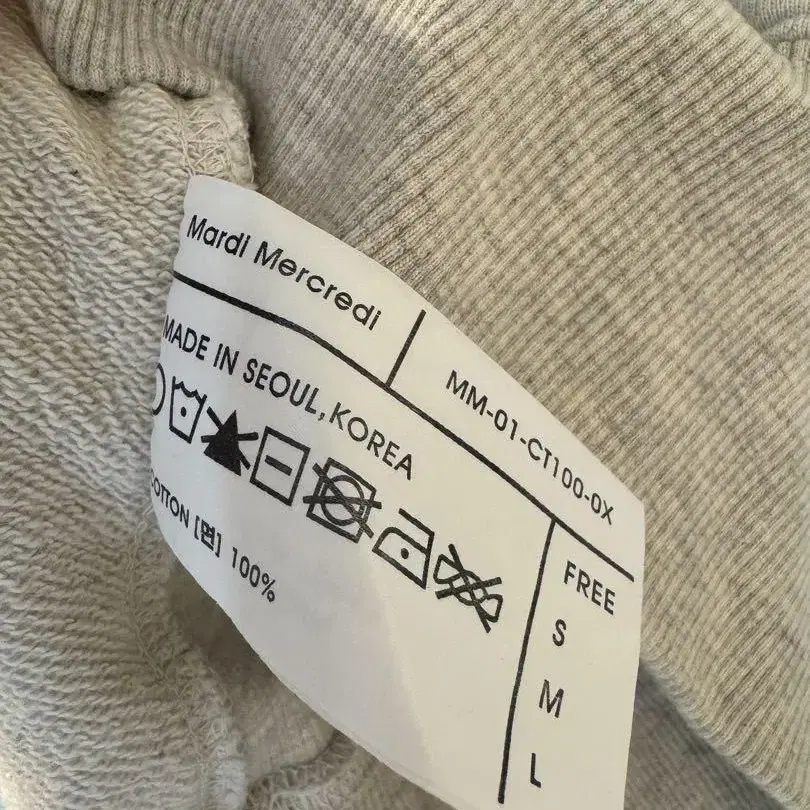 Mardi Mercredi
MM-01-CT100-0X
MADE IN SEOUL, KOREA
COTTON [면] 100%
FREE
S
M
L